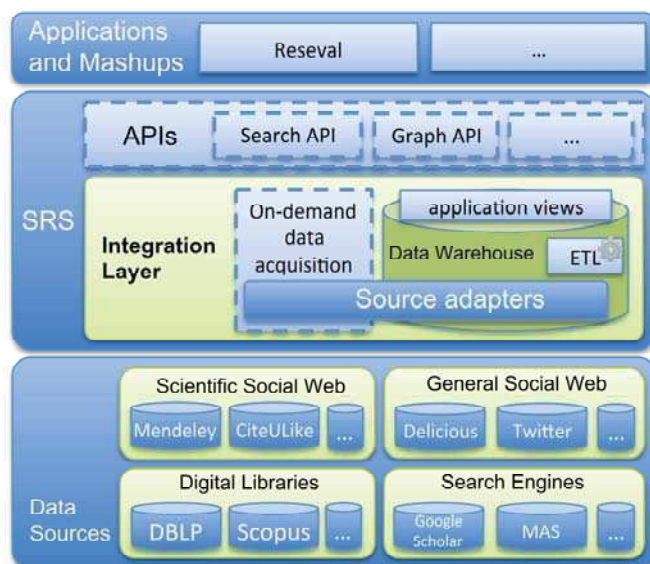 Applications
and Mashups
Reseval
...
SRS
APIs
Search API
Graph API
...
Integration
Layer
On-demand
data
acquisition
application views
Data Warehouse
ETL
Source adapters
Data
Sources
Scientific Social Web
Mendeley
CiteULike
...
General Social Web
Delicious
Twitter
...
Digital Libraries
DBLP
Scopus
...
Search Engines
Google
Scholar
MAS
...